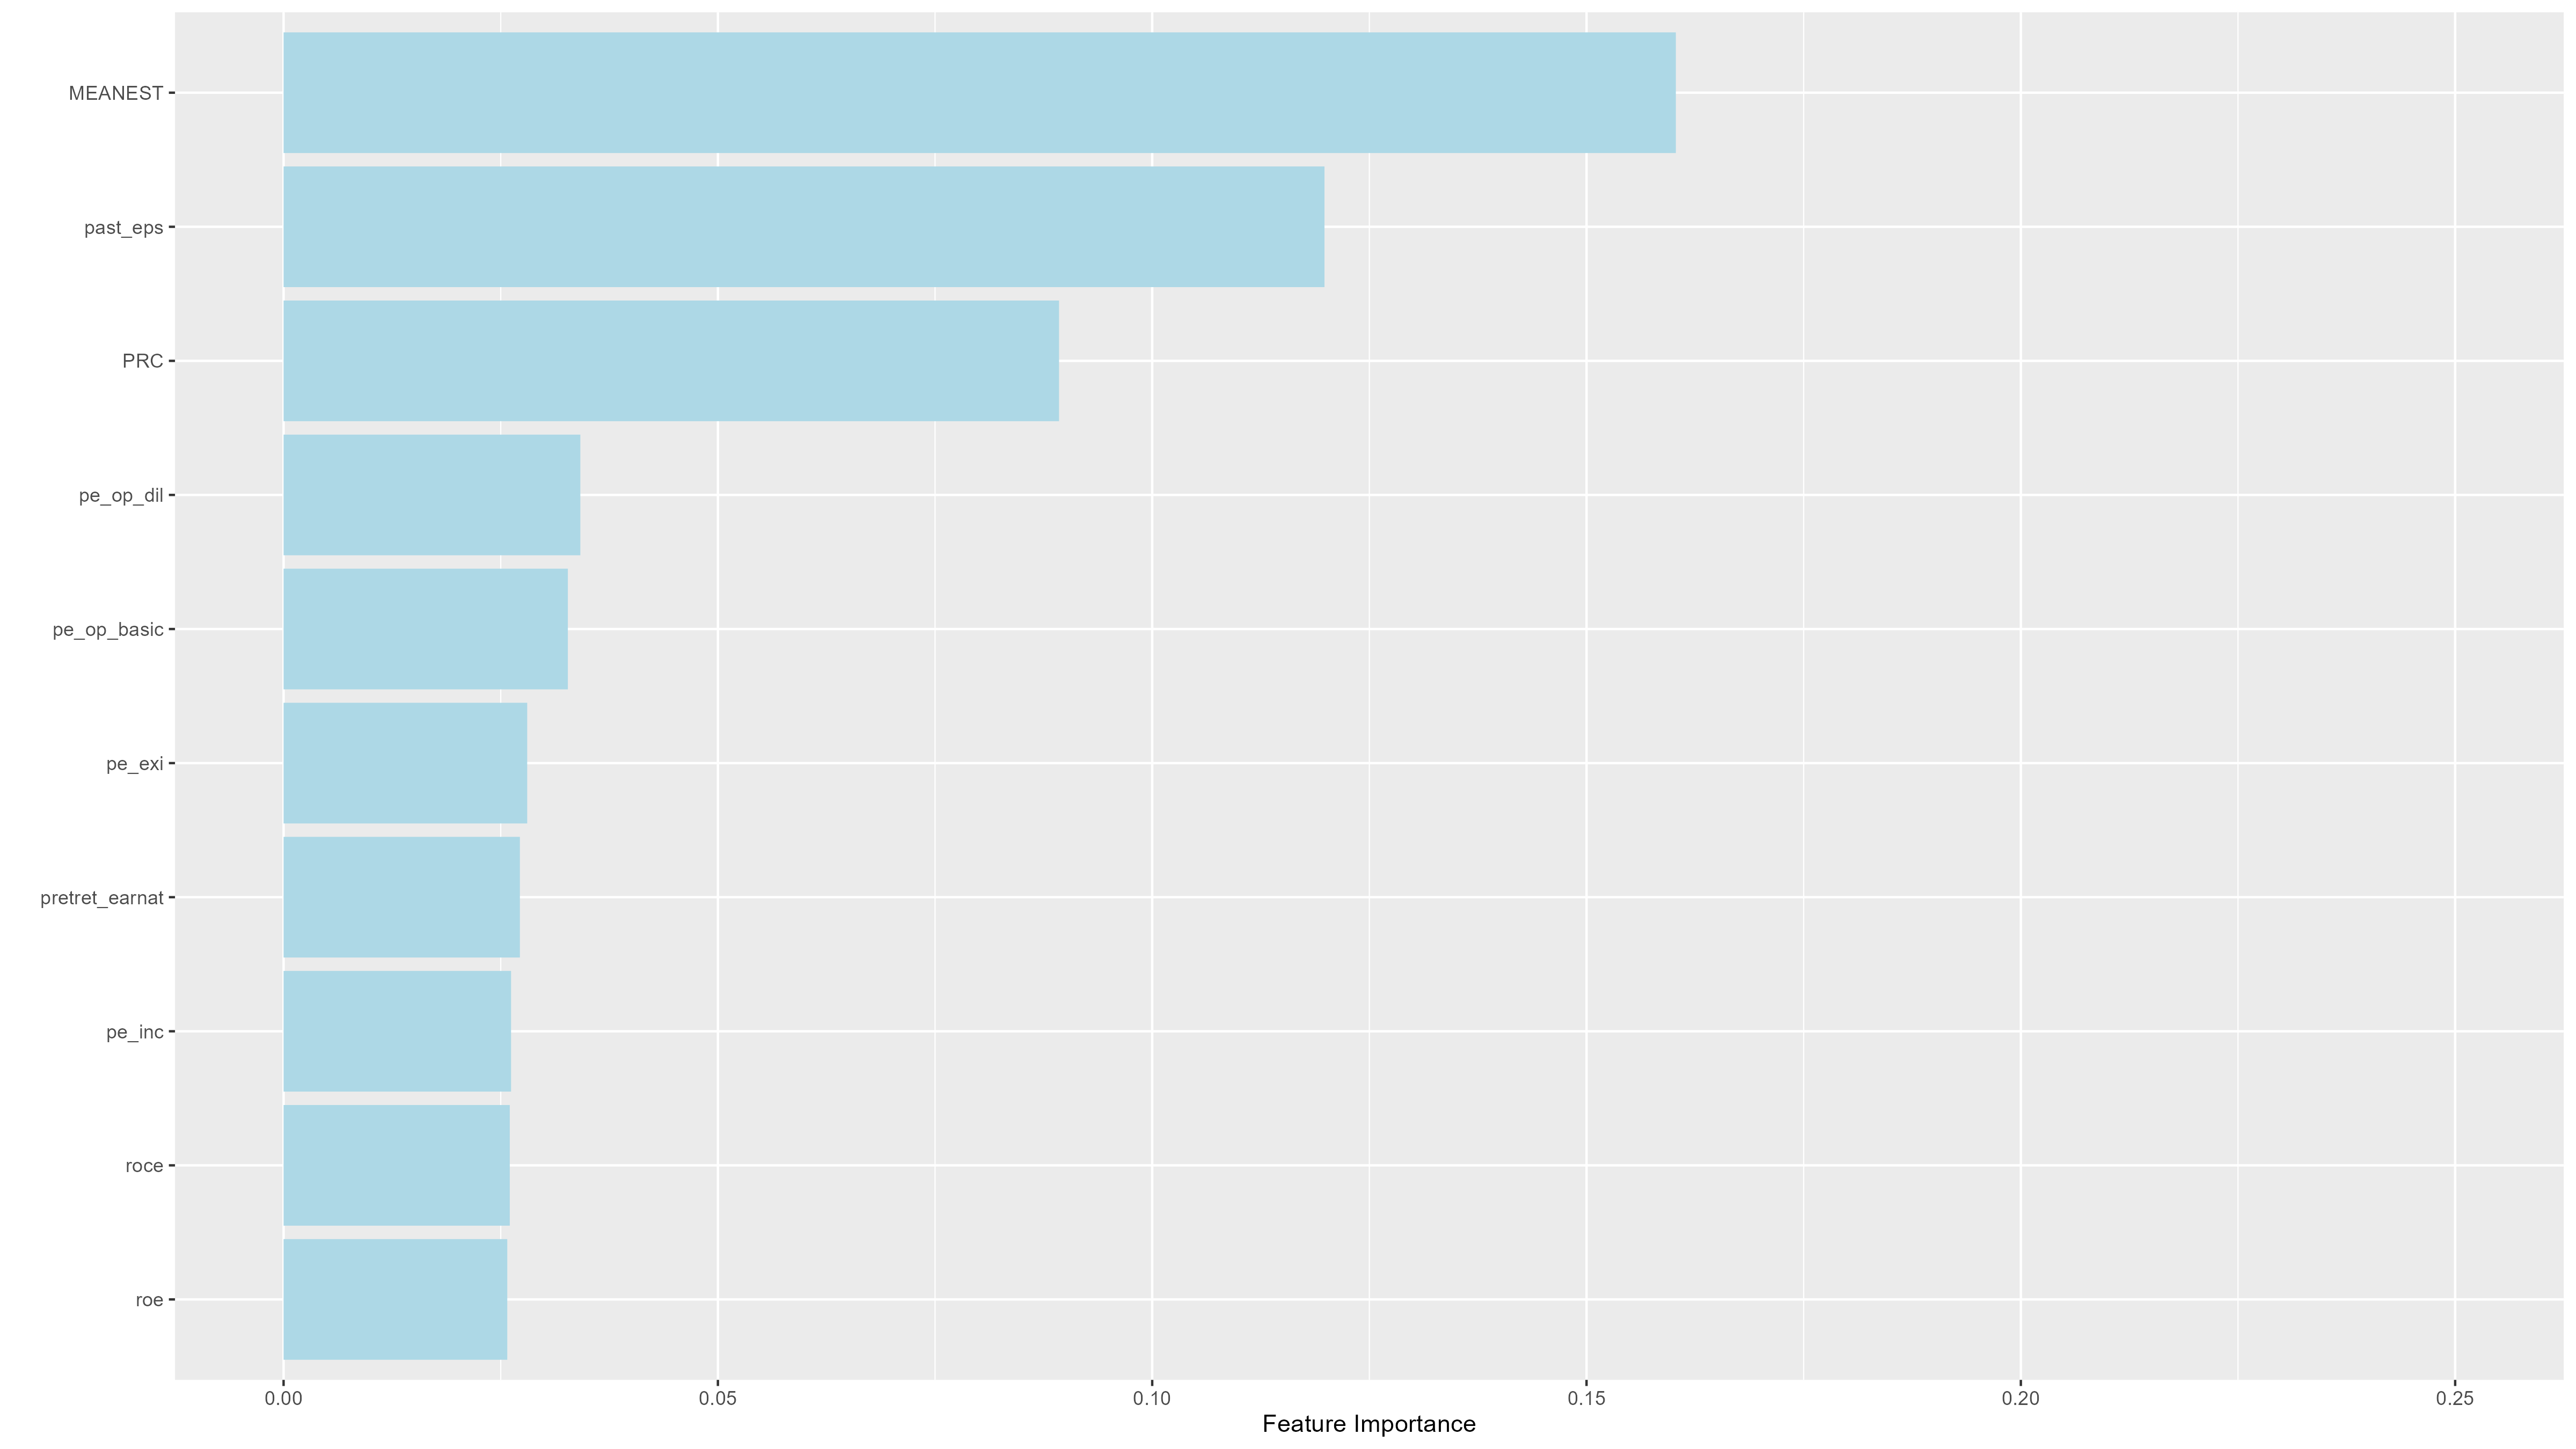 MEANEST
past_eps
PRC
pe_op_dil
pe_op_basic
pe_exi
pretret_earnat
pe_inc
roce
roe
0.00 0.05 0.10 0.15 0.20 0.25
Feature Importance